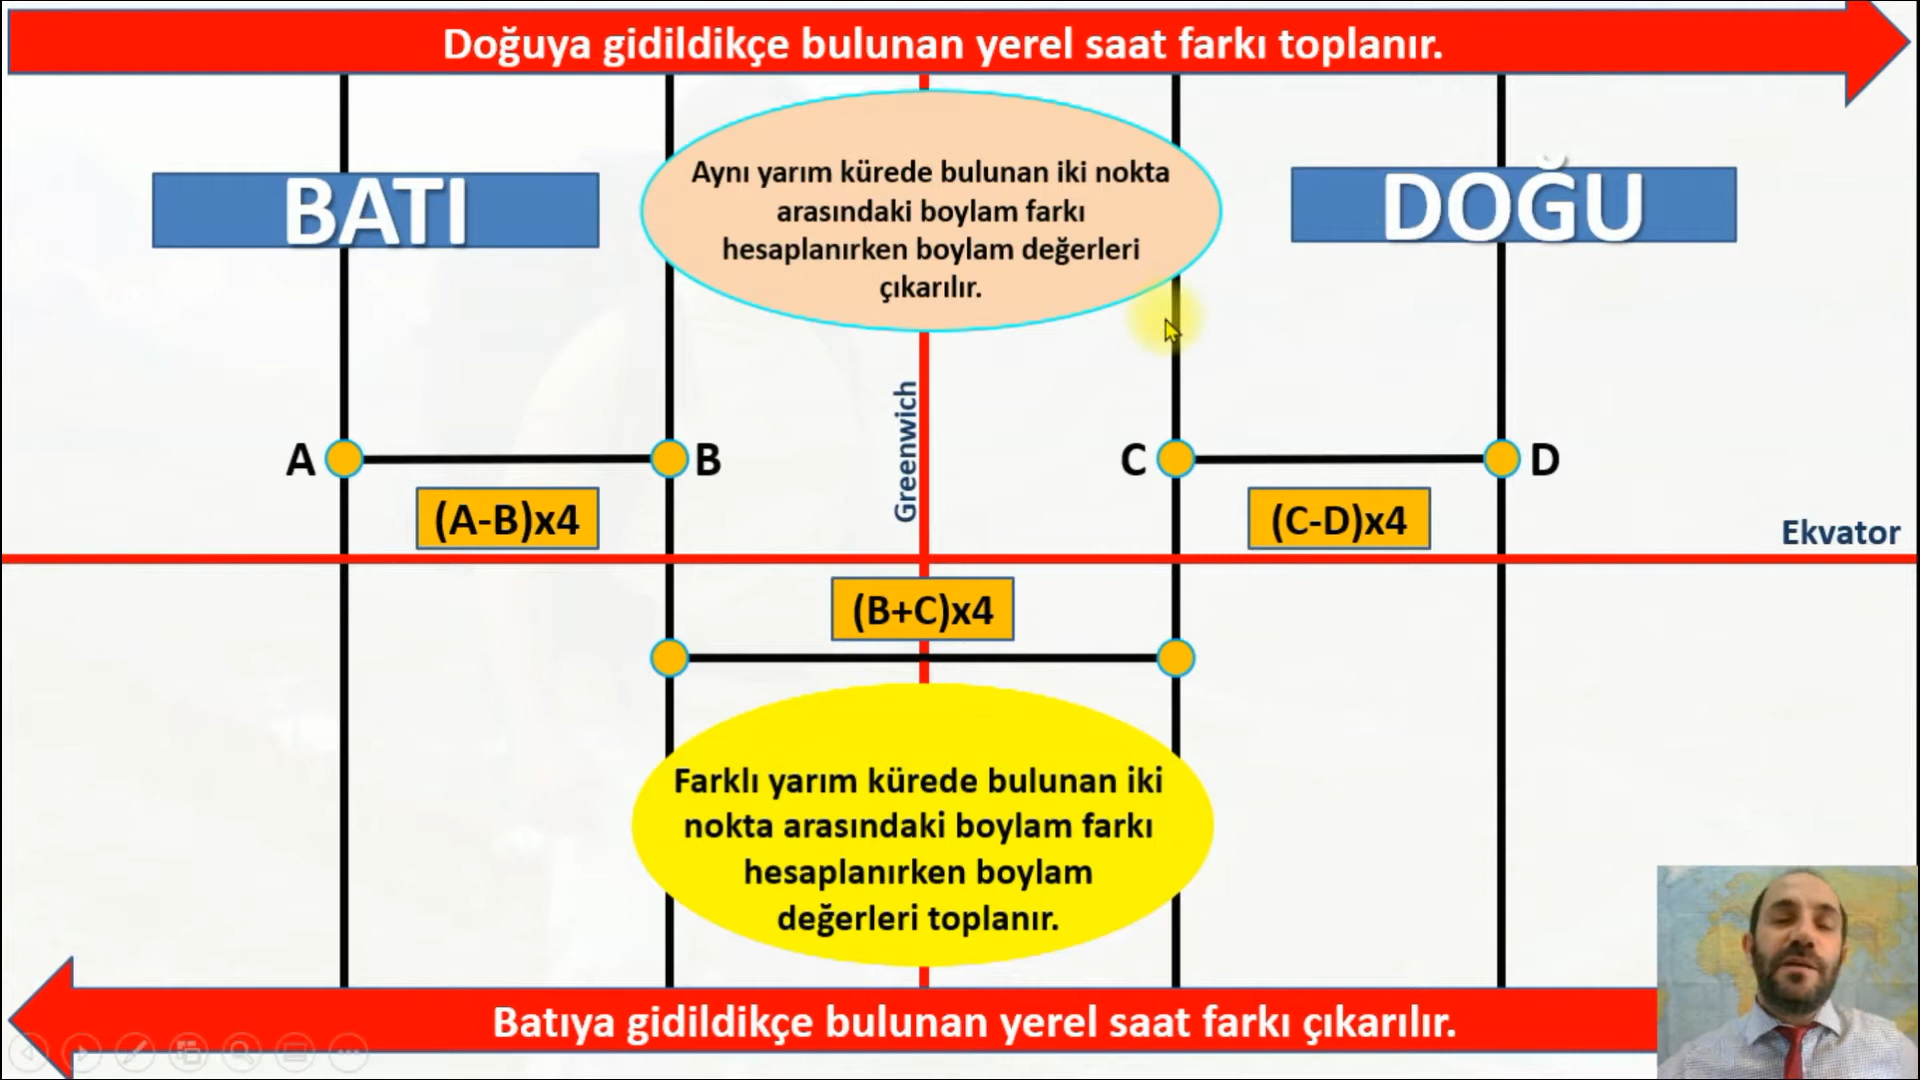 Doğuya gidildikçe bulunan yerel saat farkı toplanır.
BATI
Aynı yarım kürede bulunan iki nokta
arasındaki boylam farkı
hesaplanırken boylam değerleri
çıkarılır.
DOĞU
Greenwich
A
B
C
D
(A-B)x4
(C-D)x4
Ekvator
(B+C)x4
Farklı yarım kürede bulunan iki
nokta arasındaki boylam farkı
hesaplanırken boylam
değerleri toplanır.
Batıya gidildikçe bulunan yerel saat farkı çıkarılır.